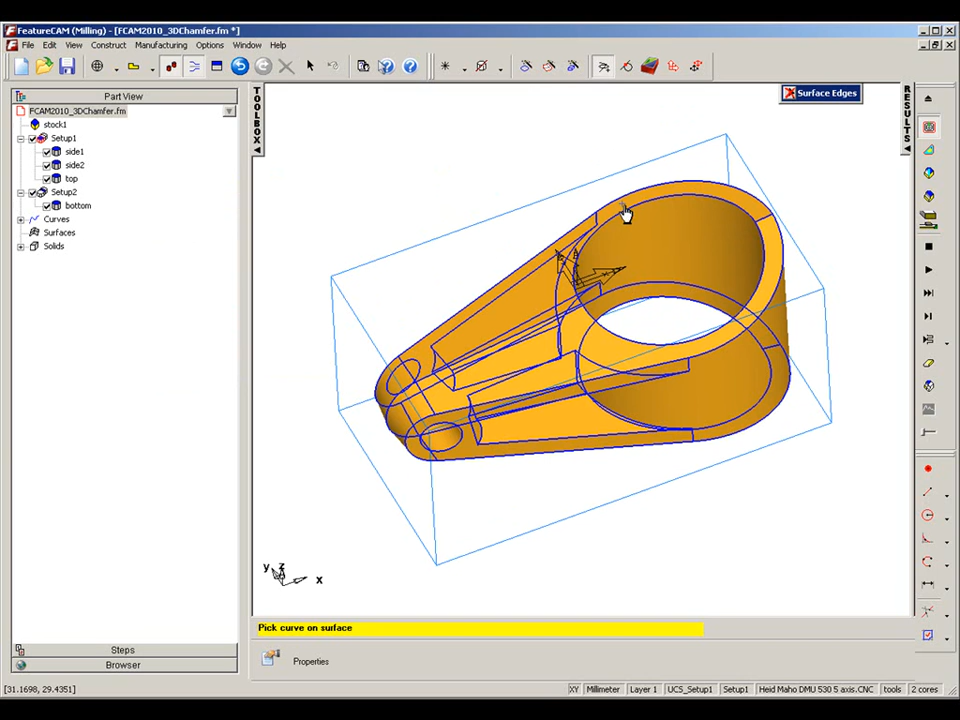 FeatureCAM (Milling) - [FCAM2010_3DChamfer.fm *]
File Edit View Construct Manufacturing Options Window Help
Part View
FCAM2010_3DChamfer.fm
stock1
Setup1
side1
side2
top
Setup2
bottom
Curves
Surfaces
Solids
TOOLBOX
Surface Edges
RESULTS
y z x
Pick curve on surface
Steps
Browser
Properties
[31.1698, 29.4351]
XY Millimeter Layer 1 UCS_Setup1 Setup1 Heid Maho DMU 530 5 axis.CNC tools 2 cores